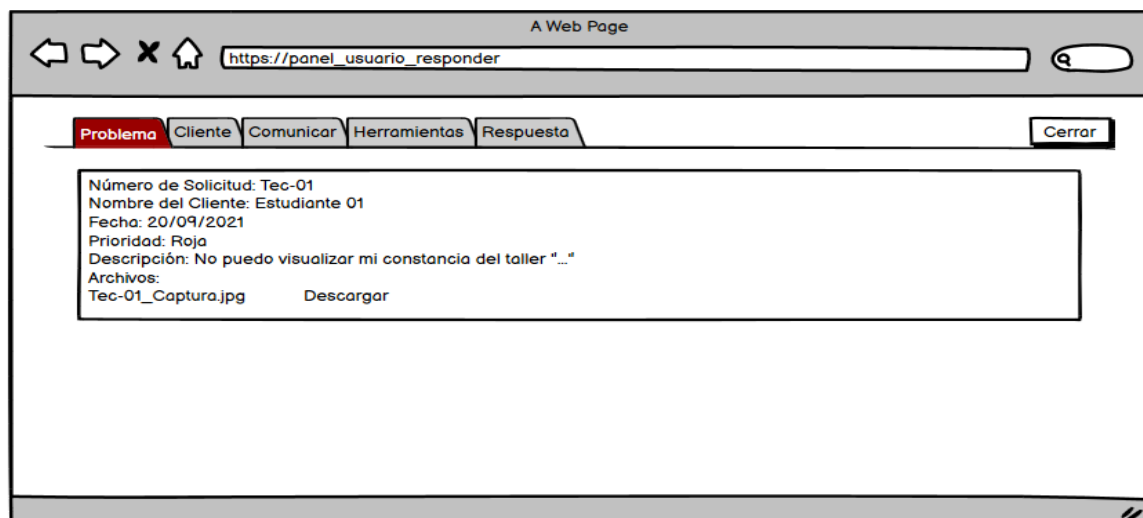 A Web Page
https://panel_usuario_responder
Problema Cliente Comunicar Herramientas Respuesta Cerrar
Número de Solicitud: Tec-01
Nombre del Cliente: Estudiante 01
Fecha: 20/09/2021
Prioridad: Roja
Descripción: No puedo visualizar mi constancia del taller "..."
Archivos:
Tec-01_Captura.jpg Descargar